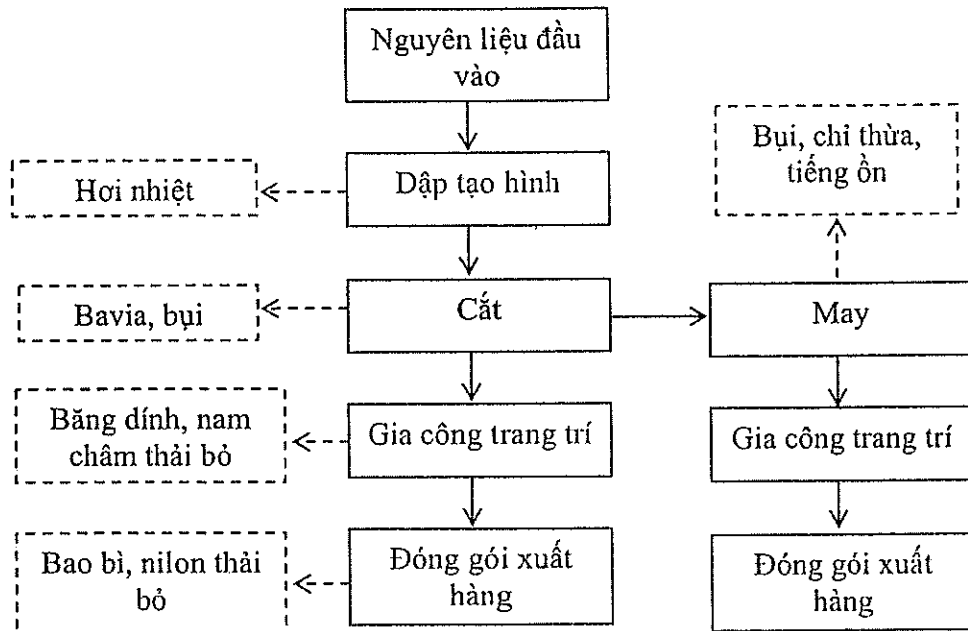 Nguyên liệu đầu
vào
Bụi, chỉ thừa,
tiếng ồn
Hơi nhiệt
Dập tạo hình
Bavia, bụi
Cắt
May
Băng dính, nam
châm thải bỏ
Gia công trang trí
Gia công trang trí
Bao bì, nilon thải
bỏ
Đóng gói xuất
hàng
Đóng gói xuất
hàng